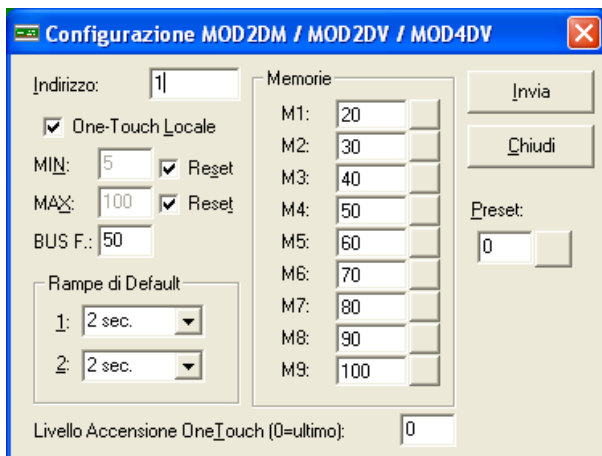 Configurazione MOD2DM / MOD2DV / MOD4DV
Indirizzo: 1
One-Touch Locale
MIN: 5 Reset
MAX: 100 Reset
BUS F.: 50
Rampe di Default
1: 2 sec.
2: 2 sec.
Memorie
M1: 20
M2: 30
M3: 40
M4: 50
M5: 60
M6: 70
M7: 80
M8: 90
M9: 100
Invia
Chiudi
Preset:
0
Livello Accensione OneTouch (0=ultimo): 0